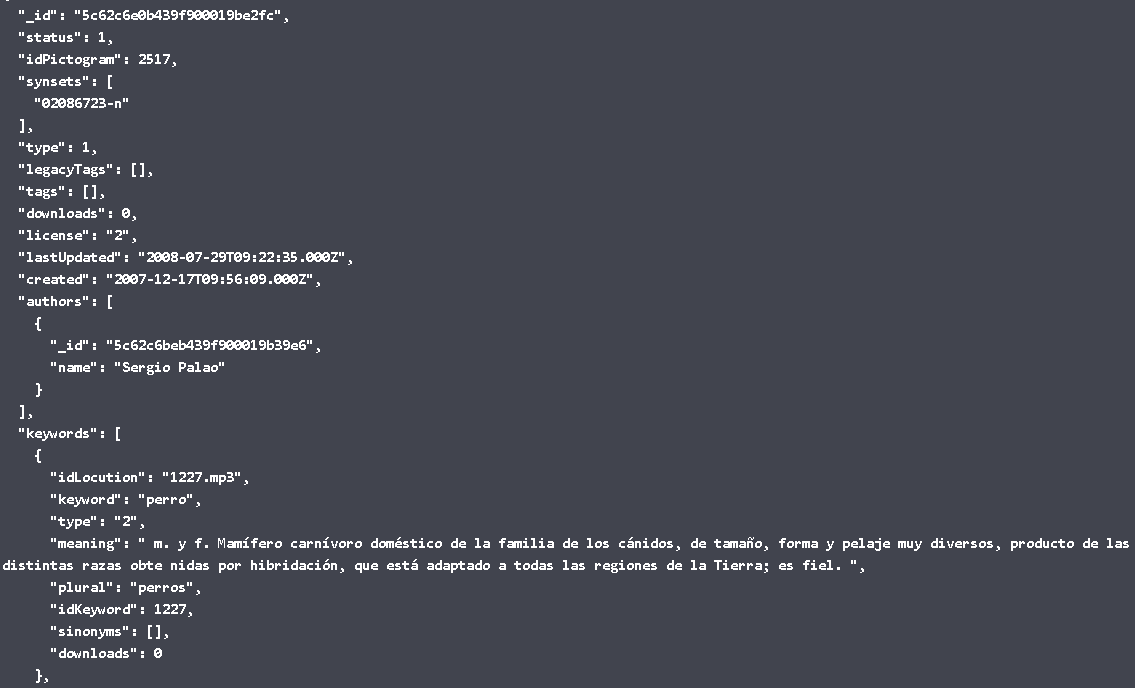 "_id": "5c62c6e0b439f900019be2fc",
"status": 1,
"idPictogram": 2517,
"synsets": [
"02086723-n"
],
"type": 1,
"legacyTags": [],
"tags": [],
"downloads": 0,
"license": "2",
"lastUpdated": "2008-07-29T09:22:35.000Z",
"created": "2007-12-17T09:56:09.000Z",
"authors": [
{
"_id": "5c62c6beb439f900019b39e6",
"name": "Sergio Palao"
}
],
"keywords": [
{
"idLocution": "1227.mp3",
"keyword": "perro",
"type": "2",
"meaning": " m. y f. Mamífero carnívoro doméstico de la familia de los cánidos, de tamaño, forma y pelaje muy diversos, producto de las
distintas razas obte nidas por hibridación, que está adaptado a todas las regiones de la Tierra; es fiel. ",
"plural": "perros",
"idKeyword": 1227,
"sinonyms": [],
"downloads": 0
},